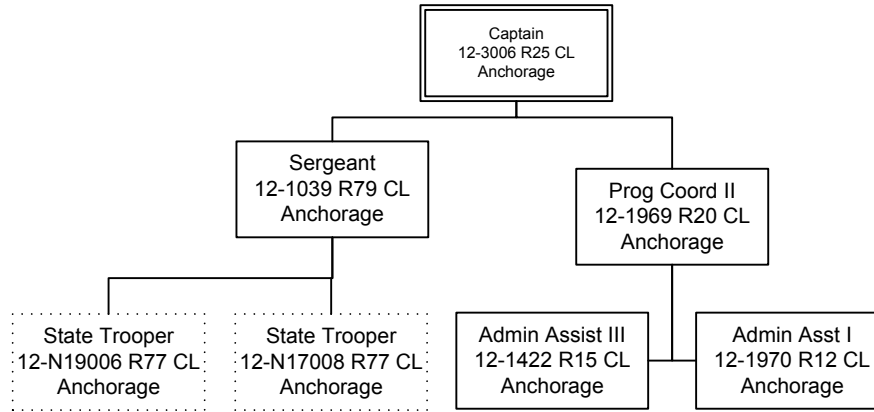 Captain
12-3006 R25 CL
Anchorage
Sergeant
12-1039 R79 CL
Anchorage
Prog Coord II
12-1969 R20 CL
Anchorage
State Trooper
12-N19006 R77 CL
Anchorage
State Trooper
12-N17008 R77 CL
Anchorage
Admin Assist III
12-1422 R15 CL
Anchorage
Admin Asst I
12-1970 R12 CL
Anchorage